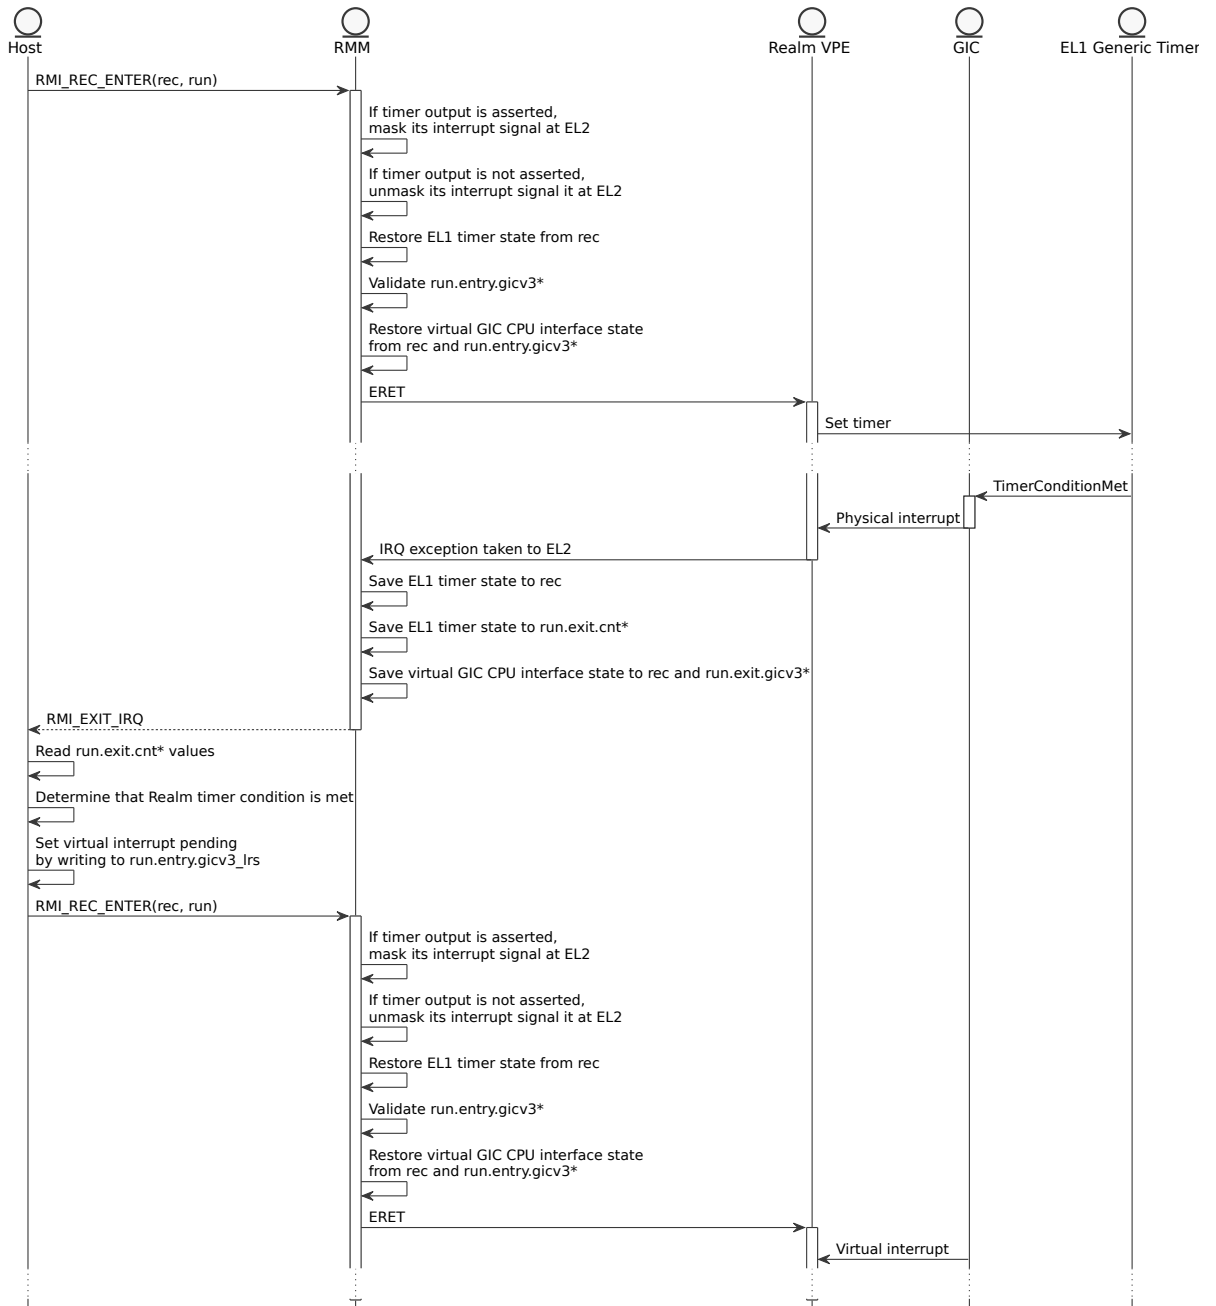 Host
RMM
Realm VPE
GIC
EL1 Generic Timer
RMI_REC_ENTER(rec, run)
If timer output is asserted,
mask its interrupt signal at EL2
If timer output is not asserted,
unmask its interrupt signal it at EL2
Restore EL1 timer state from rec
Validate run.entry.gicv3*
Restore virtual GIC CPU interface state
from rec and run.entry.gicv3*
ERET
Set timer
TimerConditionMet
Physical interrupt
IRQ exception taken to EL2
Save EL1 timer state to rec
Save EL1 timer state to run.exit.cnt*
Save virtual GIC CPU interface state to rec and run.exit.gicv3*
RMI_EXIT_IRQ
Read run.exit.cnt* values
Determine that Realm timer condition is met
Set virtual interrupt pending
by writing to run.entry.gicv3_lrs
RMI_REC_ENTER(rec, run)
If timer output is asserted,
mask its interrupt signal at EL2
If timer output is not asserted,
unmask its interrupt signal it at EL2
Restore EL1 timer state from rec
Validate run.entry.gicv3*
Restore virtual GIC CPU interface state
from rec and run.entry.gicv3*
ERET
Virtual interrupt